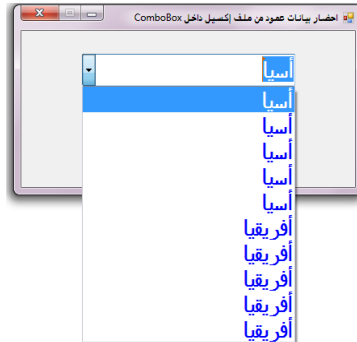 احضار بيانات عمود من ملف إكسيل داخل ComboBox
أسيا
أسيا
أسيا
أسيا
أسيا
أسيا
أفريقيا
أفريقيا
أفريقيا
أفريقيا
أفريقيا